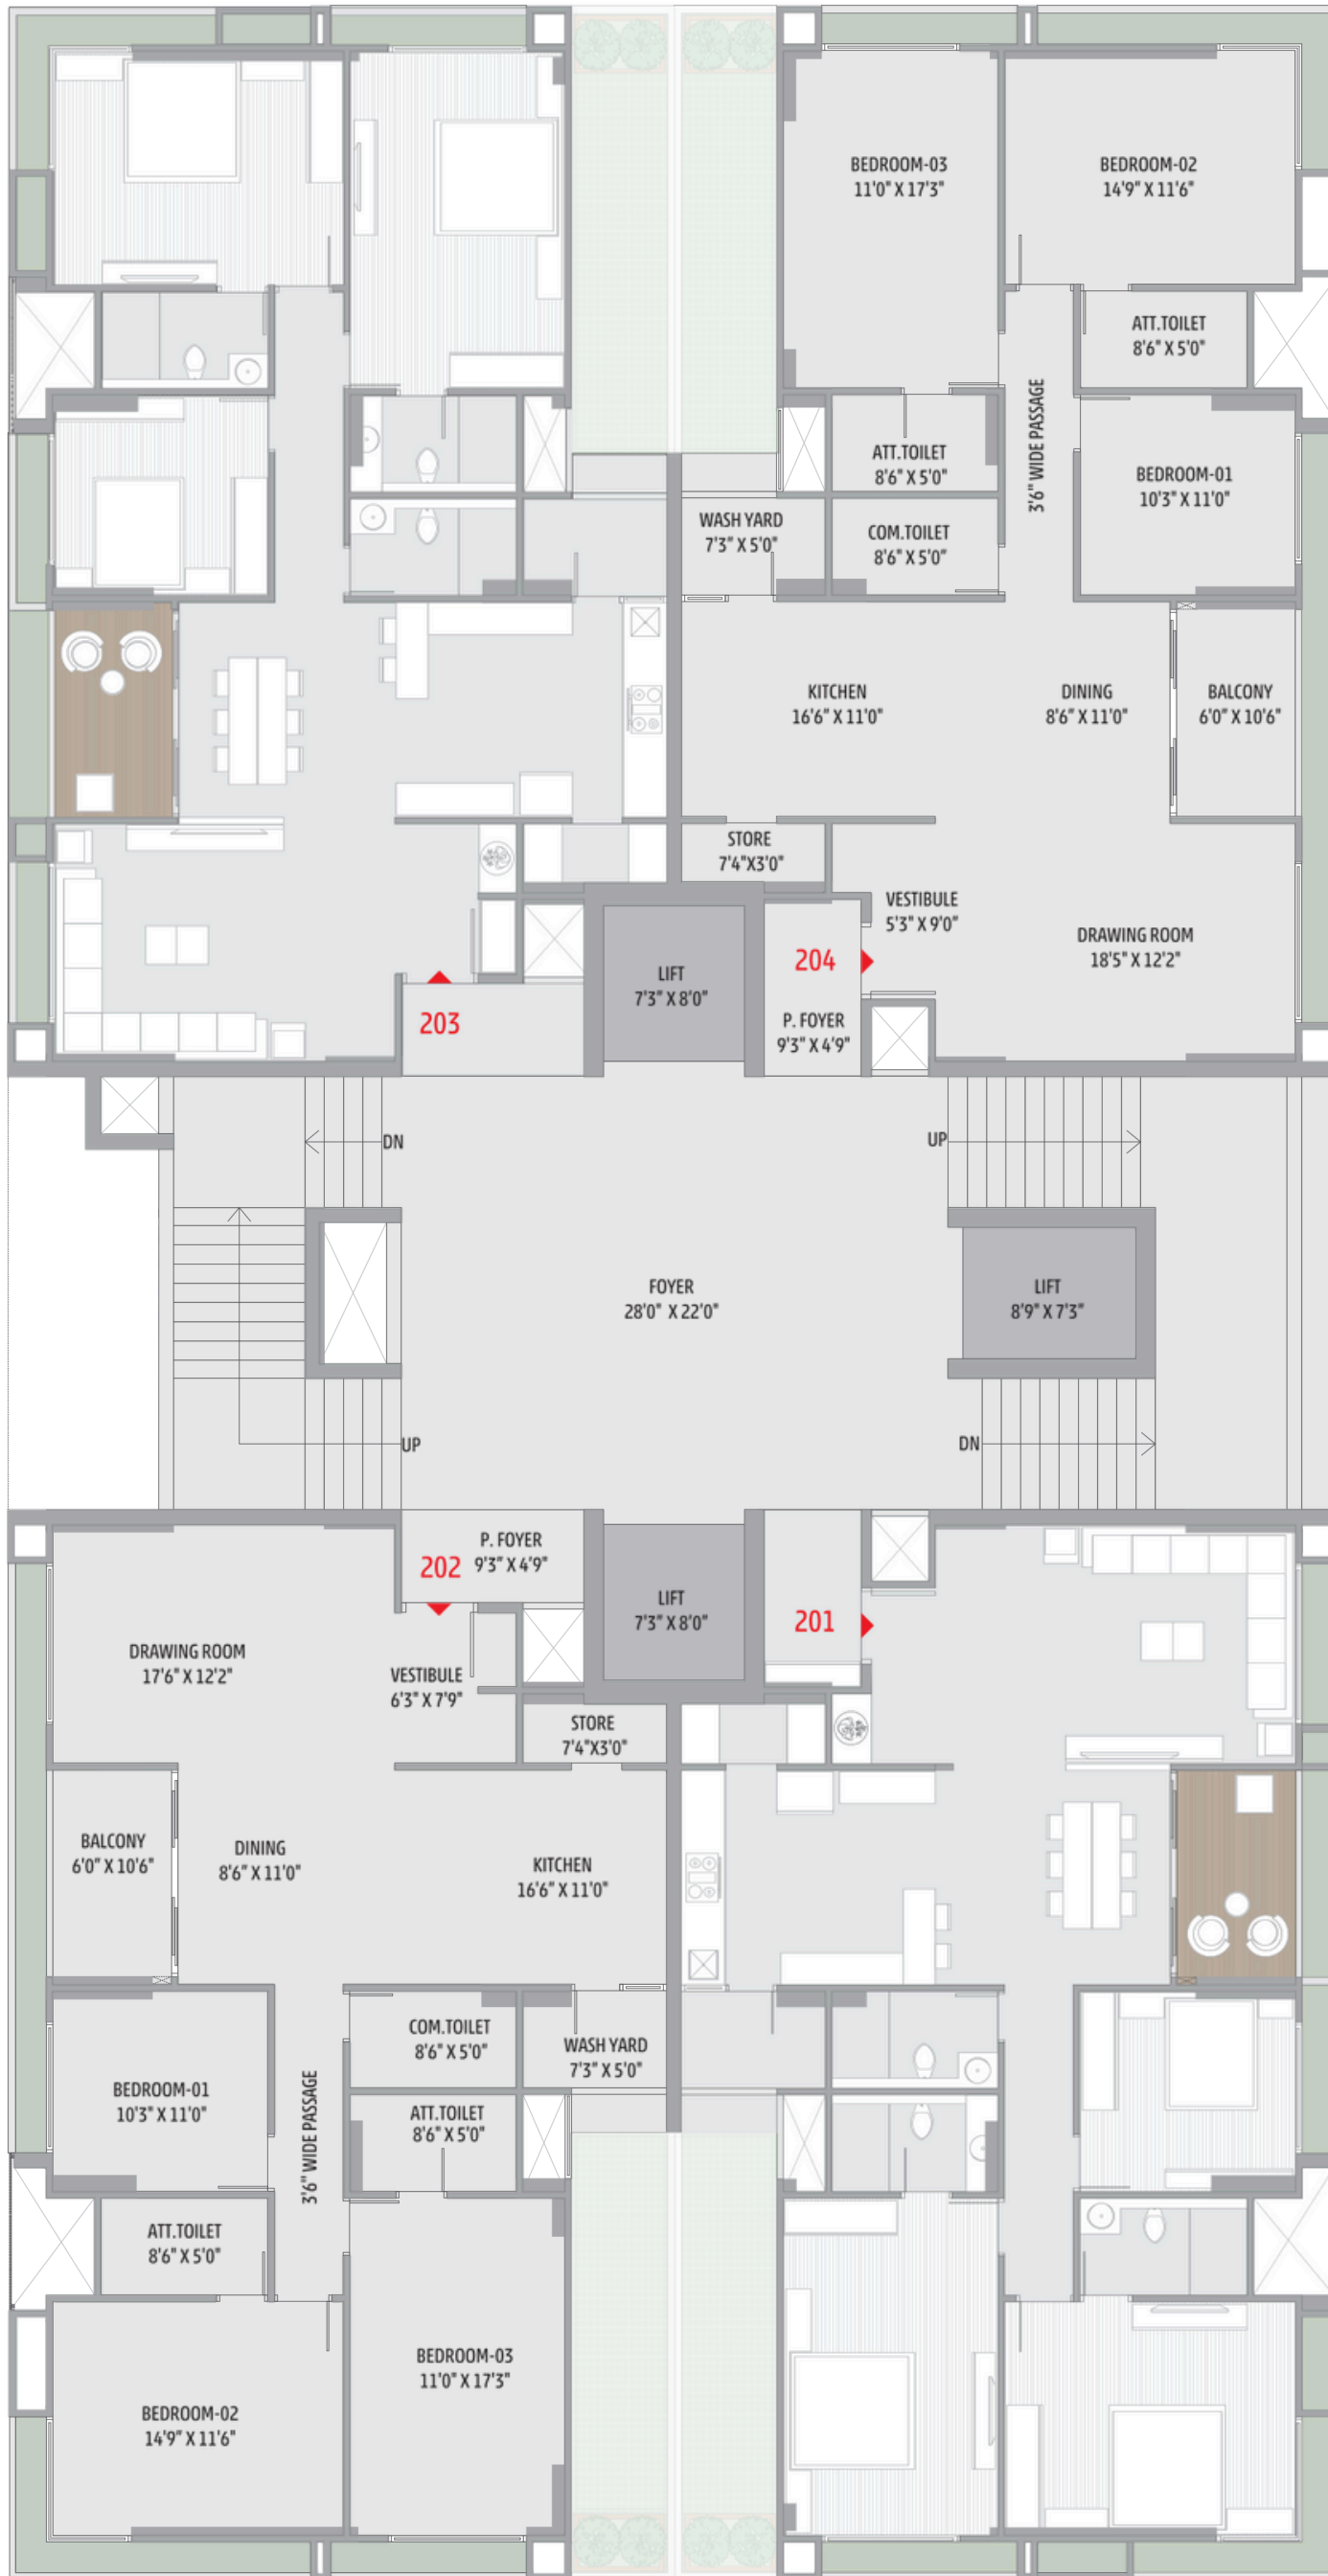 BEDROOM-03
11'0" X 17'3"
BEDROOM-02
14'9" X 11'6"
ATT.TOILET
8'6" X 5'0"
3'6" WIDE PASSAGE
ATT.TOILET
8'6" X 5'0"
BEDROOM-01
10'3" X 11'0"
WASH YARD
7'3" X 5'0"
COM.TOILET
8'6" X 5'0"
KITCHEN
16'6" X 11'0"
DINING
8'6" X 11'0"
BALCONY
6'0" X 10'6"
STORE
7'4"X3'0"
VESTIBULE
5'3" X 9'0"
DRAWING ROOM
18'5" X 12'2"
LIFT
7'3" X 8'0"
204
P. FOYER
9'3" X 4'9"
203
DN
UP
FOYER
28'0" X 22'0"
LIFT
8'9" X 7'3"
UP
DN
P. FOYER
9'3" X 4'9"
202
LIFT
7'3" X 8'0"
201
DRAWING ROOM
17'6" X 12'2"
VESTIBULE
6'3" X 7'9"
STORE
7'4"X3'0"
BALCONY
6'0" X 10'6"
DINING
8'6" X 11'0"
KITCHEN
16'6" X 11'0"
COM.TOILET
8'6" X 5'0"
WASH YARD
7'3" X 5'0"
BEDROOM-01
10'3" X 11'0"
3'6" WIDE PASSAGE
ATT.TOILET
8'6" X 5'0"
ATT.TOILET
8'6" X 5'0"
BEDROOM-03
11'0" X 17'3"
BEDROOM-02
14'9" X 11'6"